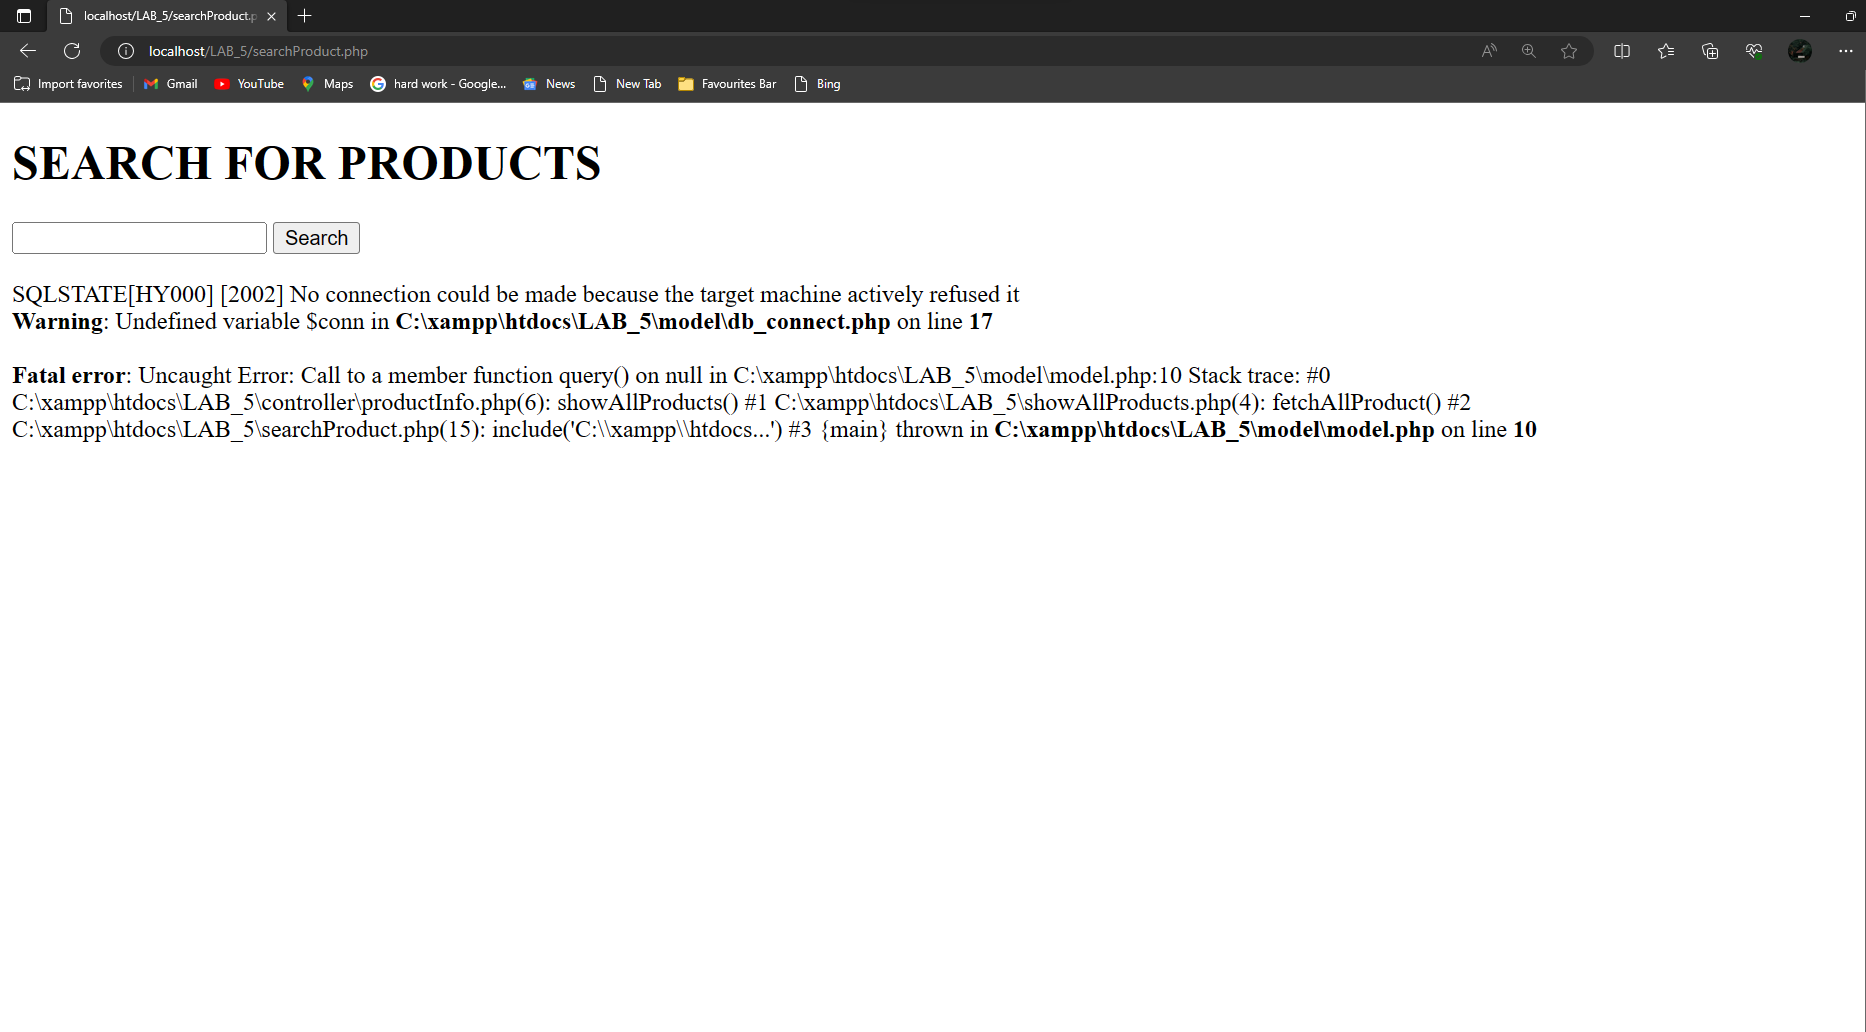 localhost/LAB_5/searchProduct.p
localhost/LAB_5/searchProduct.php
Import favorites Gmail YouTube Maps hard work - Google... News New Tab Favourites Bar Bing
SEARCH FOR PRODUCTS
Search
SQLSTATE[HY000] [2002] No connection could be made because the target machine actively refused it
Warning: Undefined variable $conn in C:\xampp\htdocs\LAB_5\model\db_connect.php on line 17
Fatal error: Uncaught Error: Call to a member function query() on null in C:\xampp\htdocs\LAB_5\model\model.php:10 Stack trace: #0
C:\xampp\htdocs\LAB_5\controller\productInfo.php(6): showAllProducts() #1 C:\xampp\htdocs\LAB_5\showAllProducts.php(4): fetchAllProduct() #2
C:\xampp\htdocs\LAB_5\searchProduct.php(15): include('C:\\xampp\\htdocs...') #3 {main} thrown in C:\xampp\htdocs\LAB_5\model\model.php on line 10